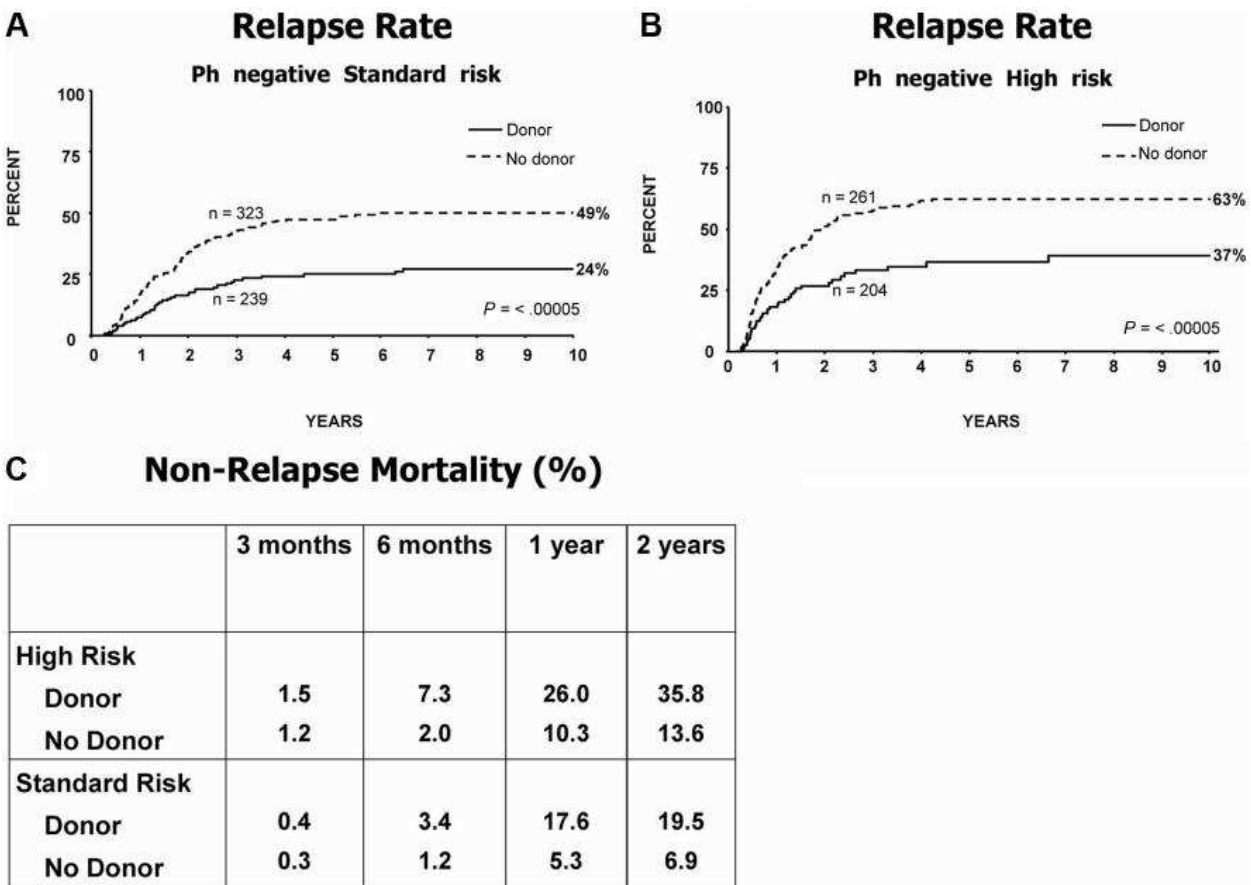 A
Relapse Rate
Ph negative Standard risk
100
75
50
25
0
PERCENT
Donor
No donor
n = 323
49%
24%
n = 239
P = < .00005
0 1 2 3 4 5 6 7 8 9 10
YEARS
B
Relapse Rate
Ph negative High risk
100
75
50
25
0
PERCENT
Donor
No donor
n = 261
63%
37%
n = 204
P = < .00005
0 1 2 3 4 5 6 7 8 9 10
YEARS
C
Non-Relapse Mortality (%)
3 months 6 months 1 year 2 years
High Risk
Donor 1.5 7.3 26.0 35.8
No Donor 1.2 2.0 10.3 13.6
Standard Risk
Donor 0.4 3.4 17.6 19.5
No Donor 0.3 1.2 5.3 6.9